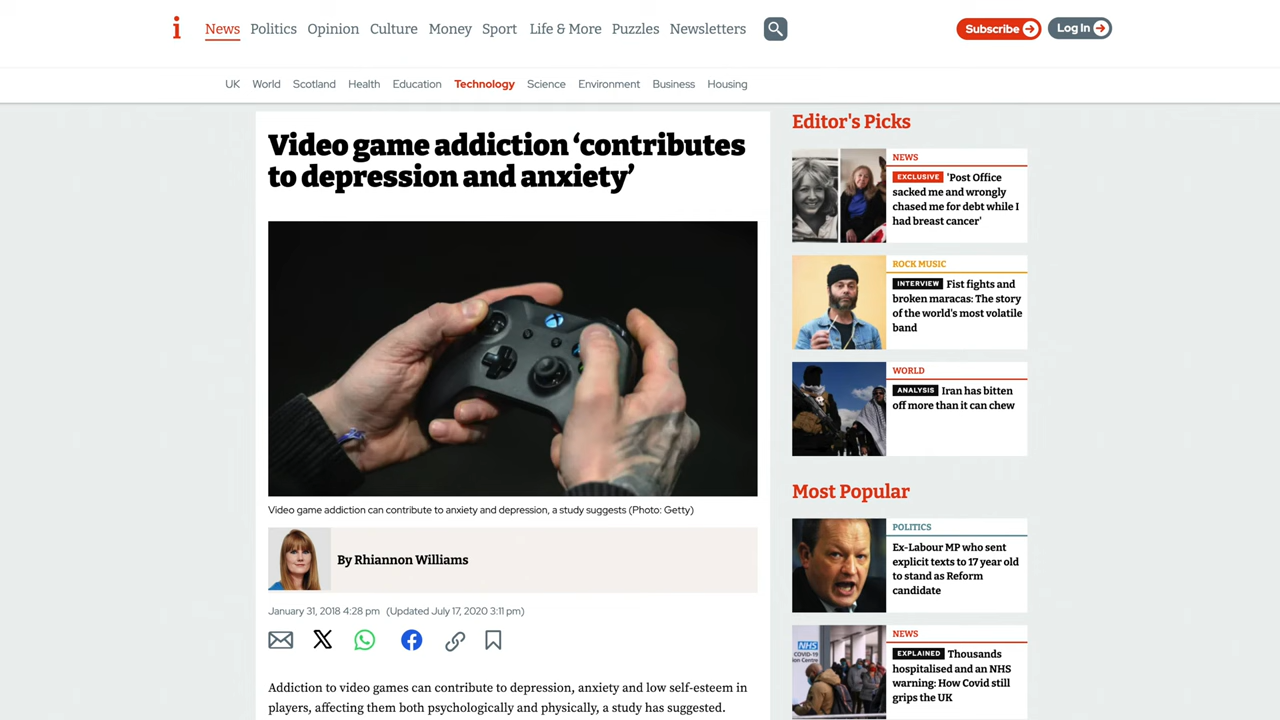 i News Politics Opinion Culture Money Sport Life & More Puzzles Newsletters Subscribe Log In
UK World Scotland Health Education Technology Science Environment Business Housing
Video game addiction ‘contributes
to depression and anxiety’
Video game addiction can contribute to anxiety and depression, a study suggests (Photo: Getty)
By Rhiannon Williams
January 31, 2018 4:28 pm (Updated July 17, 2020 3:11 pm)
Addiction to video games can contribute to depression, anxiety and low self-esteem in
players, affecting them both psychologically and physically, a study has suggested.
Editor's Picks
NEWS
EXCLUSIVE 'Post Office
sacked me and wrongly
chased me for debt while I
had breast cancer'
ROCK MUSIC
INTERVIEW Fist fights and
broken maracas: The story
of the world's most volatile
band
WORLD
ANALYSIS Iran has bitten
off more than it can chew
Most Popular
POLITICS
Ex-Labour MP who sent
explicit texts to 17 year old
to stand as Reform
candidate
NHS
COVID-19
ion Centre
NEWS
EXPLAINED Thousands
hospitalised and an NHS
warning: How Covid still
grips the UK